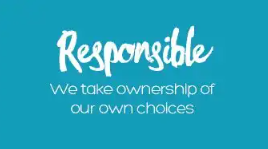 Responsible
We take ownership of
our own choices